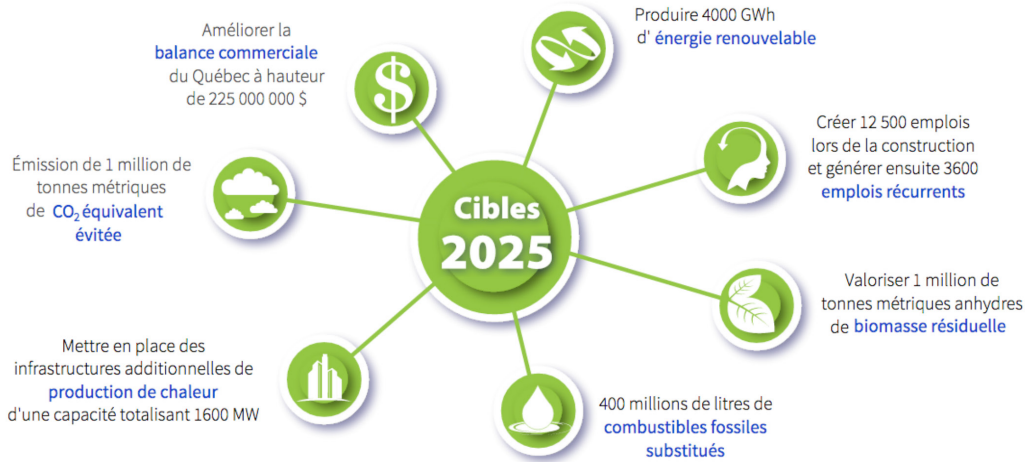 Améliorer la
balance commerciale
du Québec à hauteur
de 225 000 000 $
$
Produire 4000 GWh
d' énergie renouvelable
Créer 12 500 emplois
lors de la construction
et générer ensuite 3600
emplois récurrents
Émission de 1 million de
tonnes métriques
de CO₂ équivalent
évitée
Cibles
2025
Valoriser 1 million de
tonnes métriques anhydres
de biomasse résiduelle
Mettre en place des
infrastructures additionnelles de
production de chaleur
d'une capacité totalisant 1600 MW
400 millions de litres de
combustibles fossiles
substitués